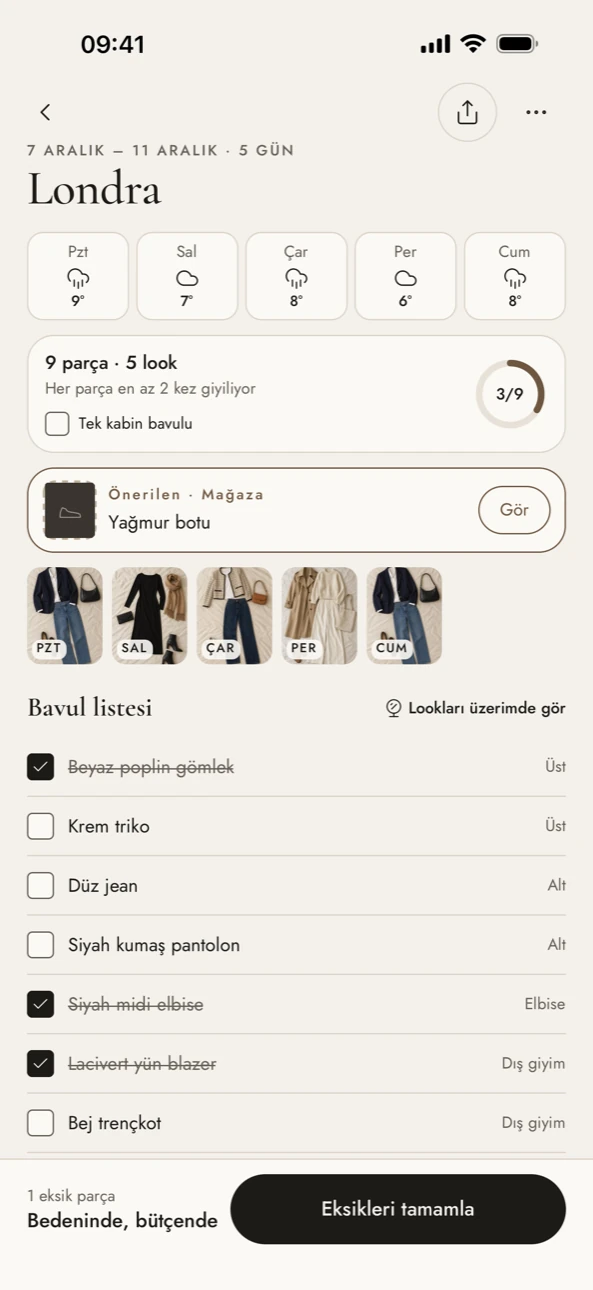 09:41
7 ARALIK – 11 ARALIK · 5 GÜN
Londra
Pzt
Sal
Çar
Per
Cum
9°
7°
8°
6°
8°
9 parça · 5 look
Her parça en az 2 kez giyiliyor
Tek kabin bavulu
3/9
Önerilen · Mağaza
Yağmur botu
Gör
PZT
SAL
ÇAR
PER
CUM
Bavul listesi
Lookları üzerimde gör
Beyaz poplin gömlek
Üst
Krem triko
Üst
Düz jean
Alt
Siyah kumaş pantolon
Alt
Siyah midi elbise
Elbise
Lacivert yün blazer
Dış giyim
Bej trençkot
Dış giyim
1 eksik parça
Bedeninde, bütçende
Eksikleri tamamla